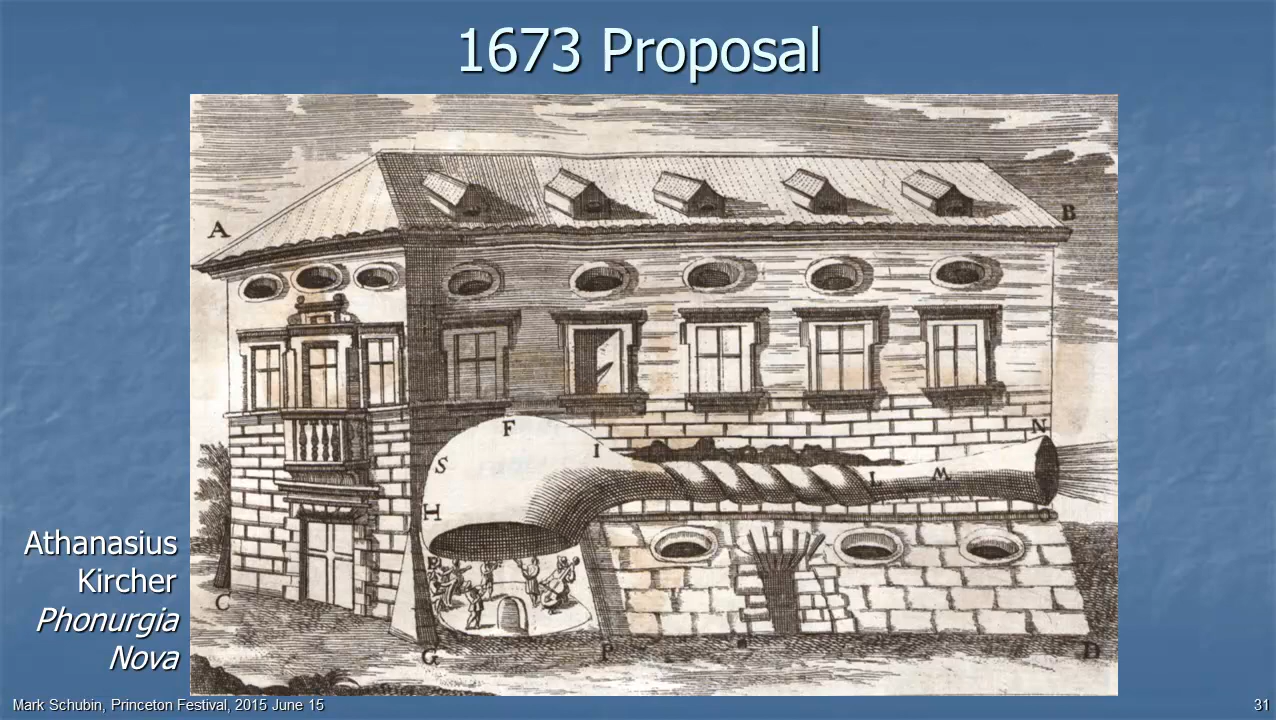 1673 Proposal
A
B
F
S
I
H
N
L
M
C
G
P
D
Athanasius
Kircher
Phonurgia
Nova
Mark Schubin, Princeton Festival, 2015 June 15
31